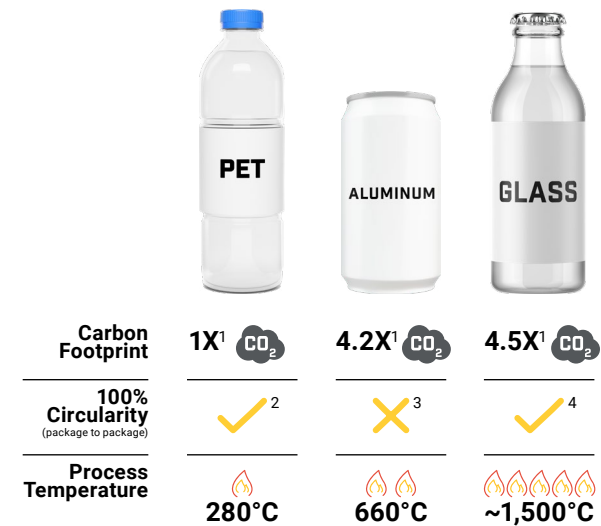 PET
ALUMINUM
GLASS
Carbon
Footprint
1X¹ CO₂
4.2X¹ CO₂
4.5X¹ CO₂
100%
Circularity
(package to package)
2
3
4
Process
Temperature
280°C
660°C
~1,500°C